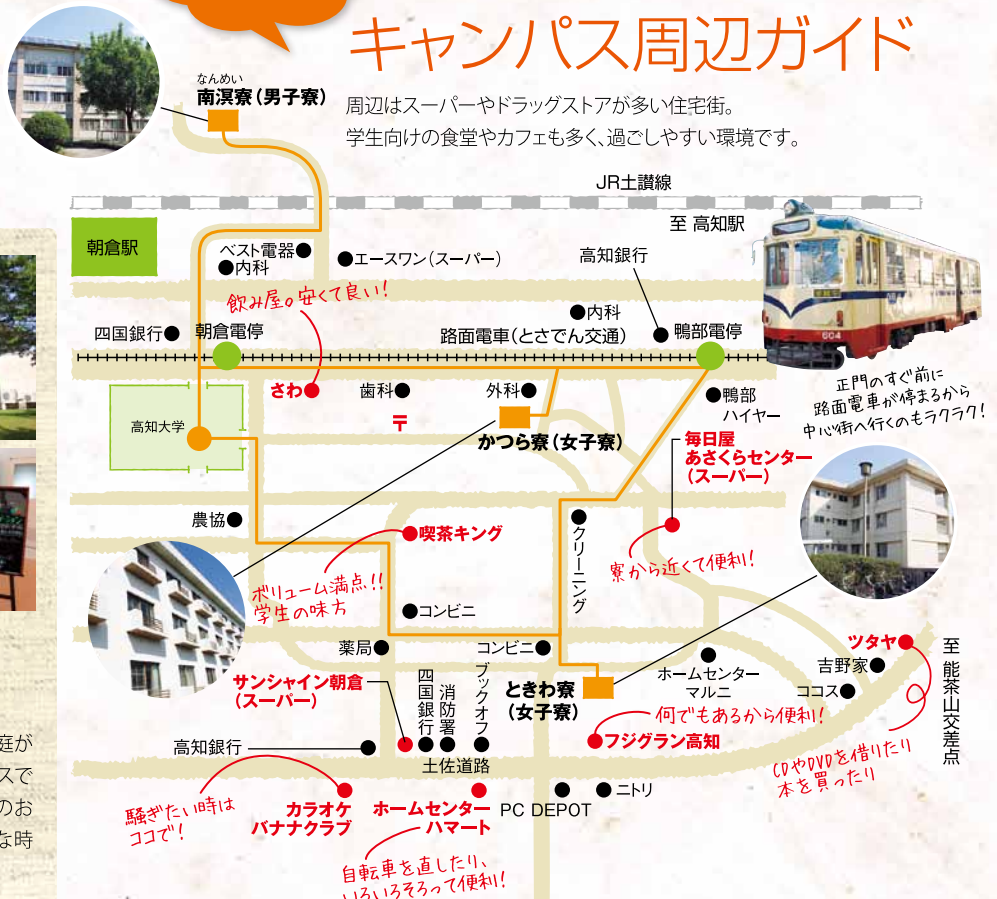 キャンパス周辺ガイド
周辺はスーパーやドラッグストアが多い住宅街。
学生向けの食堂やカフェも多く、過ごしやすい環境です。
なんめい
南溟寮(男子寮)
JR土讃線
至 高知駅
朝倉駅
ベスト電器
内科
エースワン(スーパー)
高知銀行
飲み屋。安くて良い!
四国銀行
朝倉電停
内科
路面電車(とさでん交通)
鴨部電停
604
正門のすぐ前に
路面電車が停まるから
中心街へ行くのもラクラク!
さわ
歯科
〒
外科
鴨部
ハイヤー
高知大学
かつら寮(女子寮)
毎日屋
あさくらセンター
(スーパー)
農協
喫茶キング
クリーニング
寮から近くて便利!
ボリューム満点!!
学生の味方
コンビニ
薬局
コンビニ
ツタヤ
吉野家
ココス
至 能茶山交差点
ホームセンター
マルニ
サンシャイン朝倉
(スーパー)
四国銀行
消防署
ブックオフ
ときわ寮
(女子寮)
何でもあるから便利!
フジグラン高知
高知銀行
土佐道路
CDやDVDを借りたり
本を買ったり
騒ぎたい時は
ココで!
カラオケ
バナナクラブ
ホームセンター
ハマート
PC DEPOT
ニトリ
自転車を直したり、
いろいろそろって便利!
庭が
スで
のお
な時